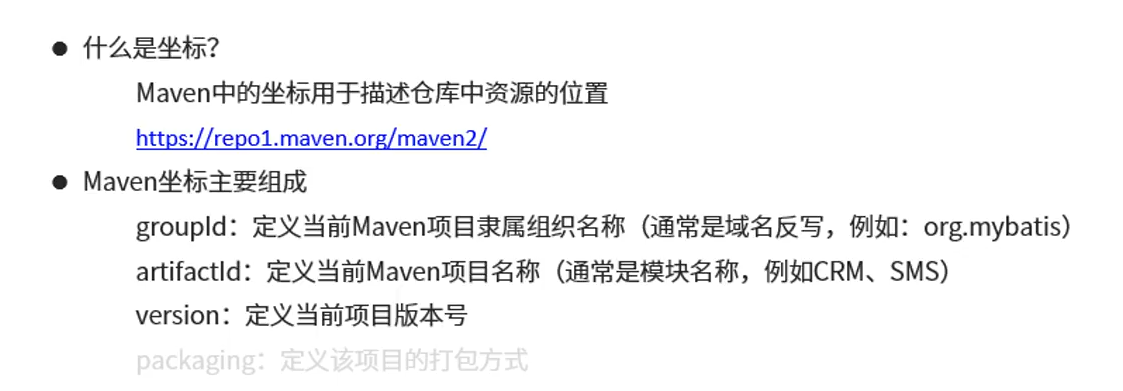 ● 什么是坐标？
Maven中的坐标用于描述仓库中资源的位置
https://repo1.maven.org/maven2/
● Maven坐标主要组成
groupId：定义当前Maven项目隶属组织名称（通常是域名反写，例如：org.mybatis）
artifactId：定义当前Maven项目名称（通常是模块名称，例如CRM、SMS）
version：定义当前项目版本号
packaging：定义该项目的打包方式